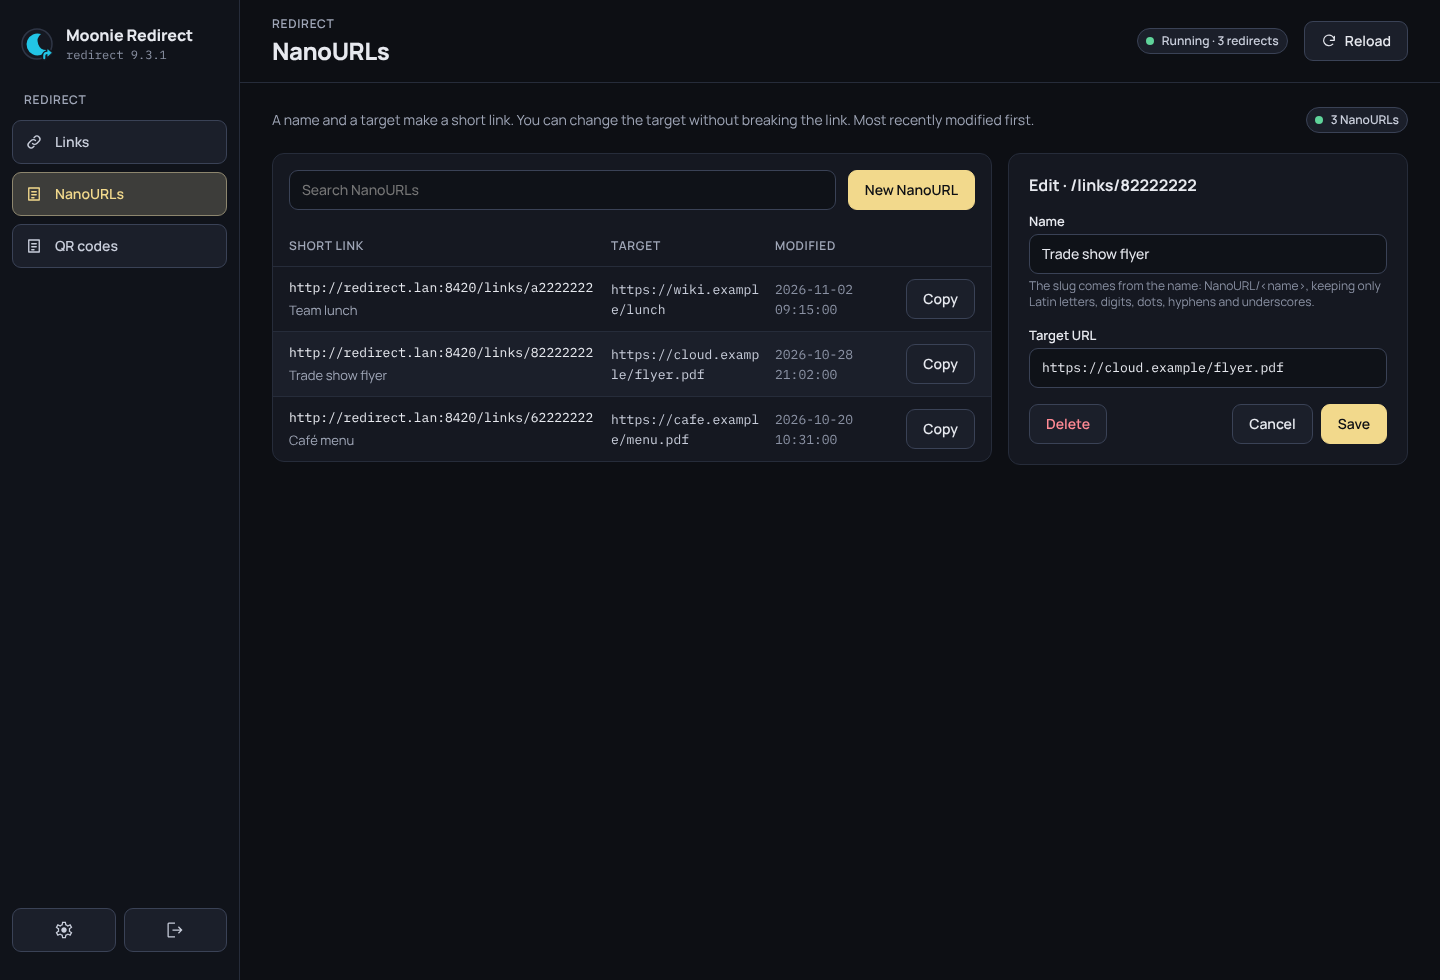 Moonie Redirect
redirect 9.3.1
REDIRECT
Links
NanoURLs
QR codes
REDIRECT
NanoURLs
Running · 3 redirects
Reload
A name and a target make a short link. You can change the target without breaking the link. Most recently modified first.
3 NanoURLs
Search NanoURLs
New NanoURL
SHORT LINK
TARGET
MODIFIED
http://redirect.lan:8420/links/a2222222
Team lunch
https://wiki.exampl
e/lunch
2026-11-02
09:15:00
Copy
http://redirect.lan:8420/links/82222222
Trade show flyer
https://cloud.examp
le/flyer.pdf
2026-10-28
21:02:00
Copy
http://redirect.lan:8420/links/62222222
Café menu
https://cafe.exampl
e/menu.pdf
2026-10-20
10:31:00
Copy
Edit · /links/82222222
Name
Trade show flyer
The slug comes from the name: NanoURL/<name>, keeping only
Latin letters, digits, dots, hyphens and underscores.
Target URL
https://cloud.example/flyer.pdf
Delete
Cancel
Save